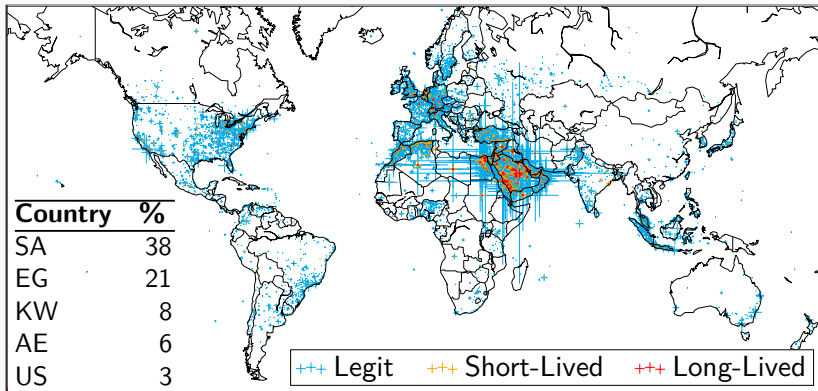 Country %
SA 38
EG 21
KW 8
AE 6
US 3
Legit Short-Lived Long-Lived